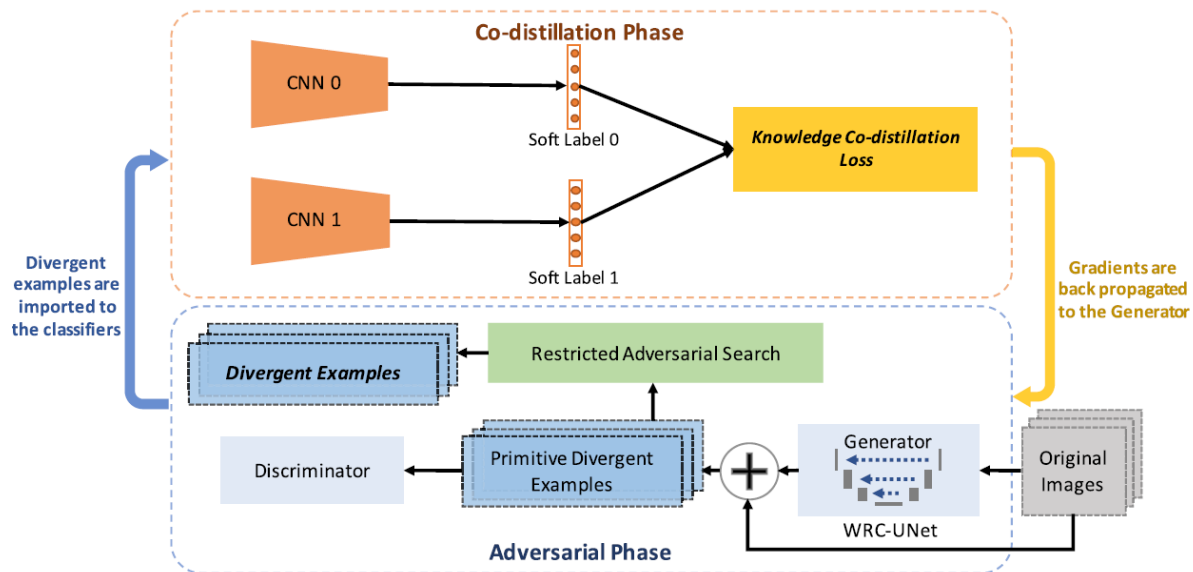 Co-distillation Phase
CNN 0
Soft Label 0
Knowledge Co-distillation
Loss
CNN 1
Soft Label 1
Divergent
examples are
imported to
the classifiers
Gradients are
back propagated
to the Generator
Divergent Examples
Restricted Adversarial Search
Discriminator
Primitive Divergent
Examples
Generator
WRC-UNet
Original
Images
Adversarial Phase